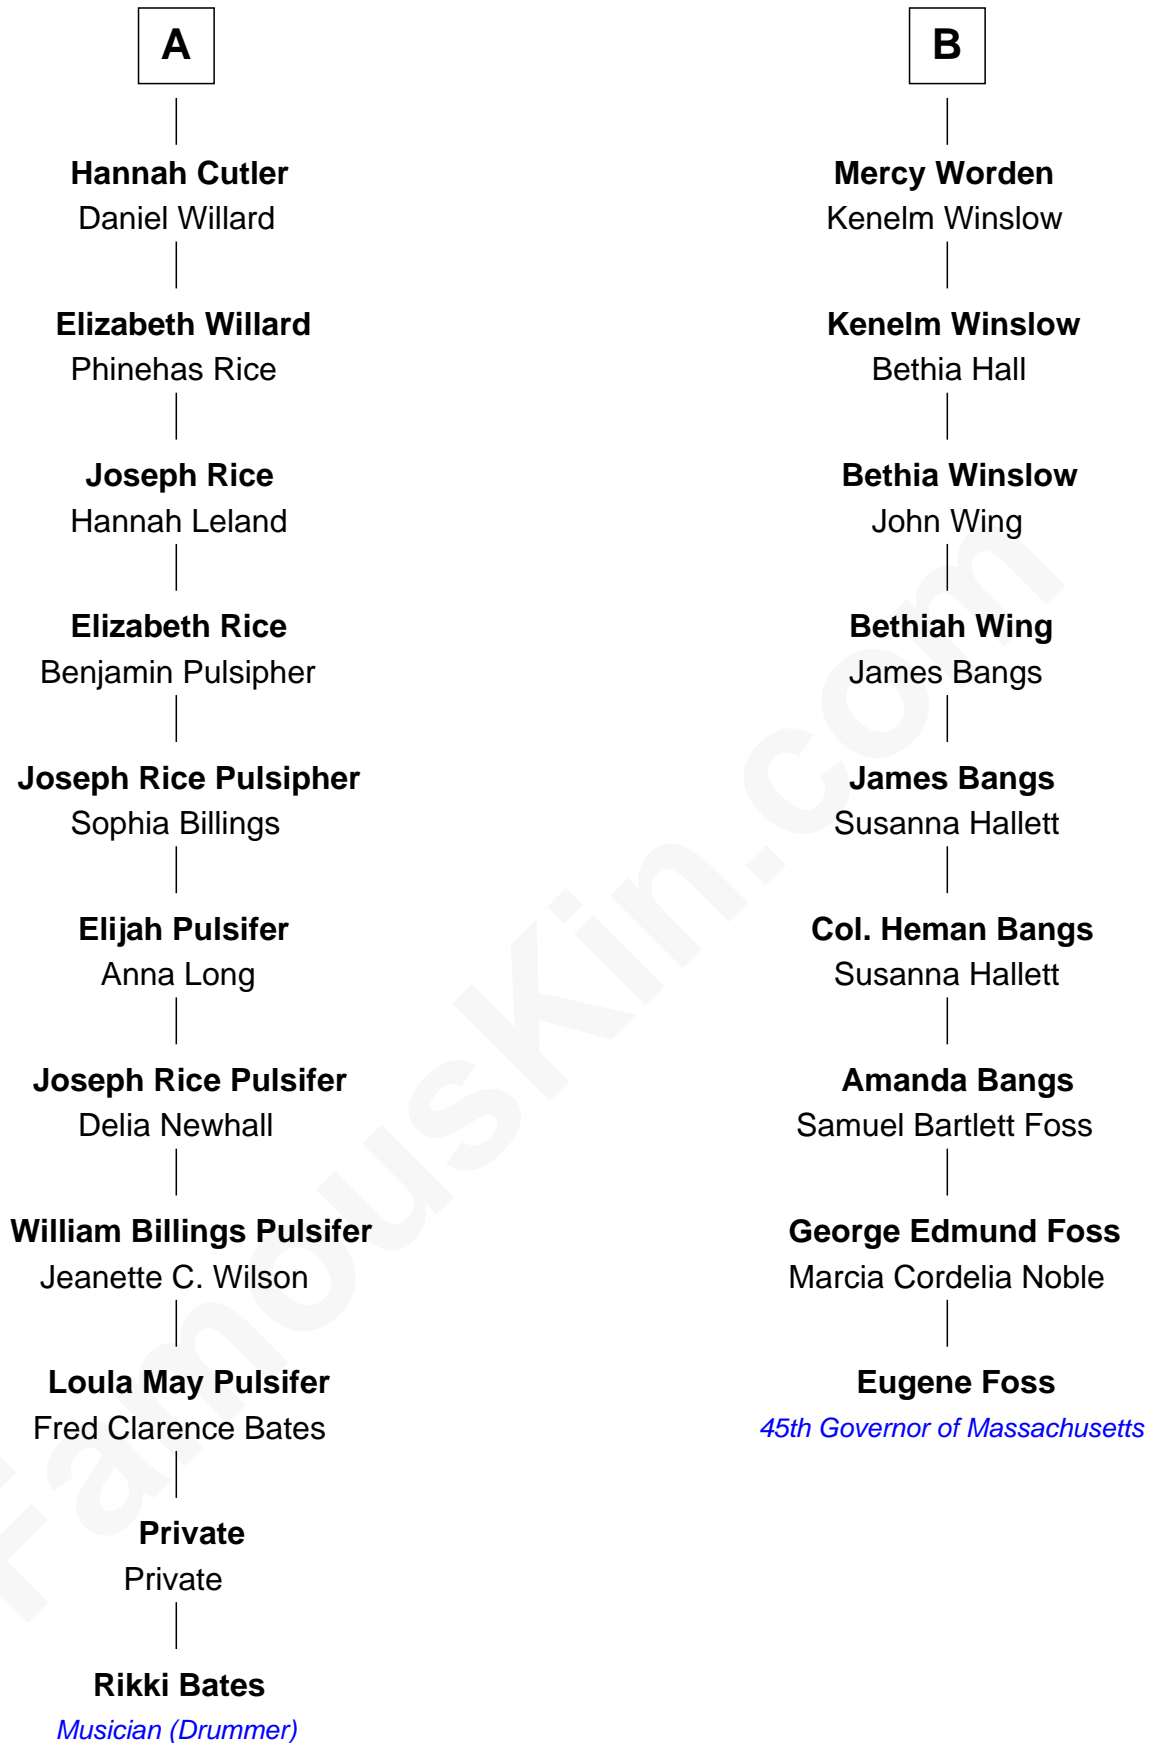 A
Hannah Cutler
Daniel Willard
Elizabeth Willard
Phinehas Rice
Joseph Rice
Hannah Leland
Elizabeth Rice
Benjamin Pulsipher
Joseph Rice Pulsipher
Sophia Billings
Elijah Pulsifer
Anna Long
Joseph Rice Pulsifer
Delia Newhall
William Billings Pulsifer
Jeanette C. Wilson
Loula May Pulsifer
Fred Clarence Bates
Private
Private
Rikki Bates
Musician (Drummer)
B
Mercy Worden
Kenelm Winslow
Kenelm Winslow
Bethia Hall
Bethia Winslow
John Wing
Bethiah Wing
James Bangs
James Bangs
Susanna Hallett
Col. Heman Bangs
Susanna Hallett
Amanda Bangs
Samuel Bartlett Foss
George Edmund Foss
Marcia Cordelia Noble
Eugene Foss
45th Governor of Massachusetts
FamousKin.com